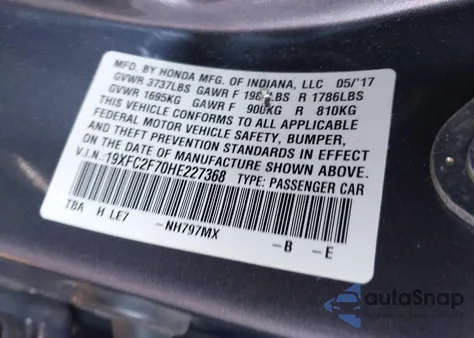 MFD. BY HONDA MFG. OF INDIANA, LLC 05/'17
GVWR 3737LBS GAWR F LBS R 1786LBS
GVWR 1695KG GAWR F 900KG R 810KG
THIS VEHICLE CONFORMS TO ALL APPLICABLE
FEDERAL MOTOR VEHICLE SAFETY, BUMPER,
AND THEFT PREVENTION STANDARDS IN EFFECT
ON THE DATE OF MANUFACTURE SHOWN ABOVE.
V.I.N.:19XFC2F70HE227368 TYPE: PASSENGER CAR
TBA H LE7 -NH797MX -B -E
autoSnap